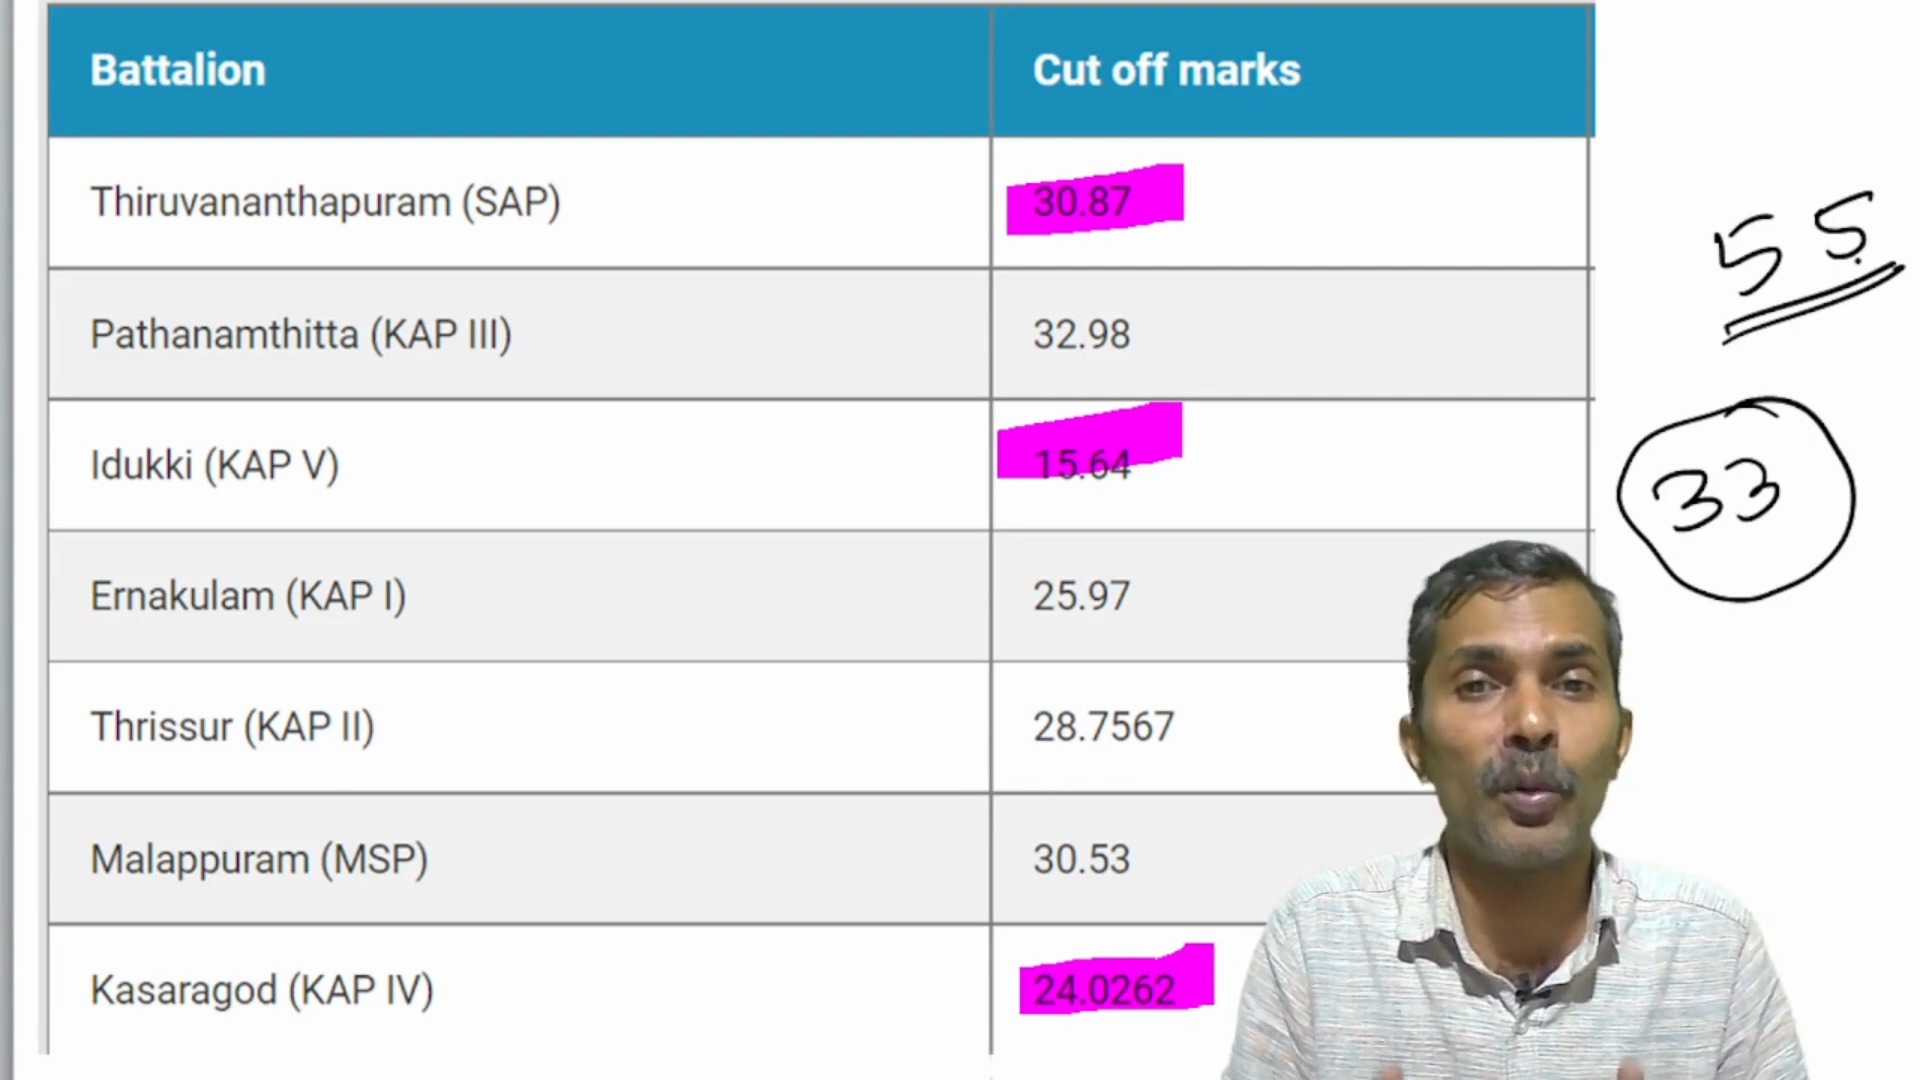 Battalion Cut off marks
Thiruvananthapuram (SAP) 30.87
55
Pathanamthitta (KAP III) 32.98
Idukki (KAP V) 15.64
33
Ernakulam (KAP I) 25.97
Thrissur (KAP II) 28.7567
Malappuram (MSP) 30.53
Kasaragod (KAP IV) 24.0262